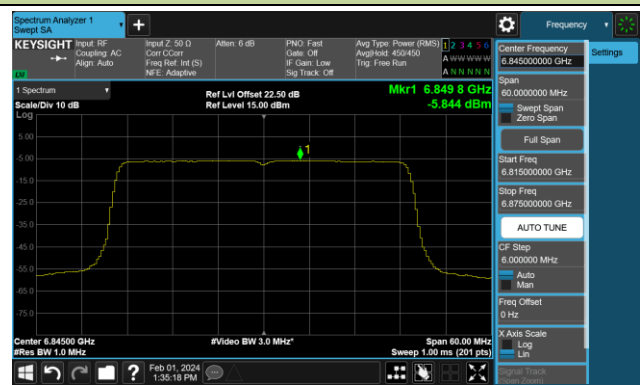 Spectrum Analyzer 1
Swept SA
+
Frequency
KEYSIGHT
Input: RF
Coupling: AC
Align: Auto
Input Z: 50 Ω
Corr CCorr
Freq Ref: Int (S)
NFE: Adaptive
Atten: 6 dB
PNO: Fast
Gate: Off
IF Gain: Low
Sig Track: Off
Avg Type: Power (RMS)
Avg|Hold: 450/450
Trig: Free Run
1 2 3 4 5 6
A W W W W W
A N N N N N
LXI
Center Frequency
6.845000000 GHz
Settings
Span
60.0000000 MHz
Swept Span
Zero Span
Full Span
Start Freq
6.815000000 GHz
Stop Freq
6.875000000 GHz
AUTO TUNE
CF Step
6.000000 MHz
Auto
Man
Freq Offset
0 Hz
X Axis Scale
Log
Lin
Signal Track
(Span Zoom)
1 Spectrum
Scale/Div 10 dB
Log
Ref Lvl Offset 22.50 dB
Ref Level 15.00 dBm
Mkr1 6.849 8 GHz
-5.844 dBm
1
5.00
-5.00
-15.0
-25.0
-35.0
-45.0
-55.0
-65.0
-75.0
Center 6.84500 GHz
#Res BW 1.0 MHz
#Video BW 3.0 MHz*
Span 60.00 MHz
Sweep 1.00 ms (201 pts)
?
Feb 01, 2024
1:35:18 PM